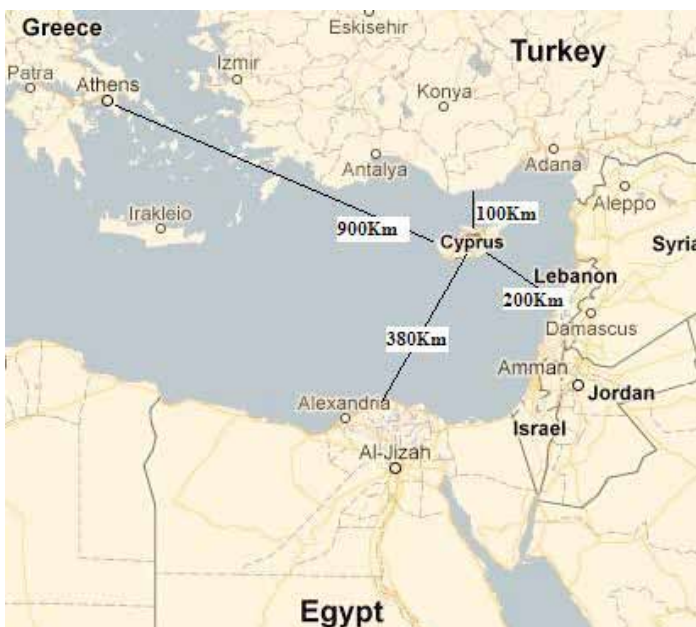 Eskisehir
Greece
Turkey
Izmir
Patra
Athens
Konya
Adana
Antalya
Aleppo
Irakleio
100Km
900Km
Cyprus
Syria
Lebanon
200Km
Damascus
380Km
Amman
Jordan
Alexandria
Israel
Al-Jizah
Egypt